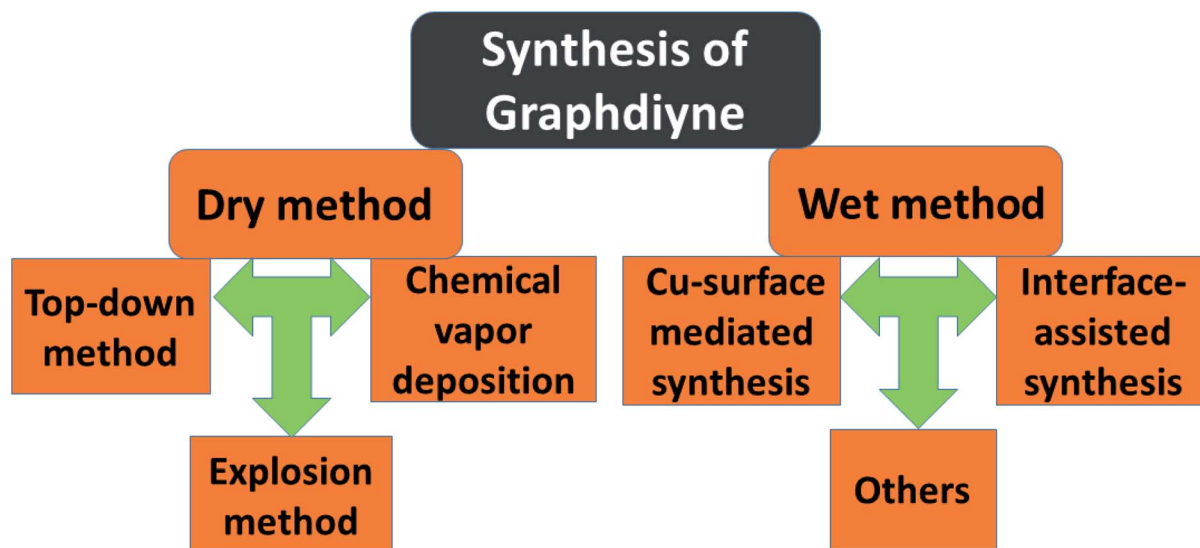 Synthesis of
Graphdiyne
Dry method
Wet method
Top-down
method
Chemical
vapor
deposition
Explosion
method
Cu-surface
mediated
synthesis
Interface-
assisted
synthesis
Others